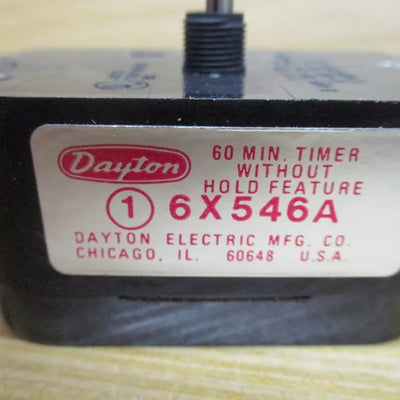 Dayton
60 MIN. TIMER
WITHOUT
HOLD FEATURE
1 6X546A
DAYTON ELECTRIC MFG. CO.
CHICAGO, IL. 60648 U.S.A.